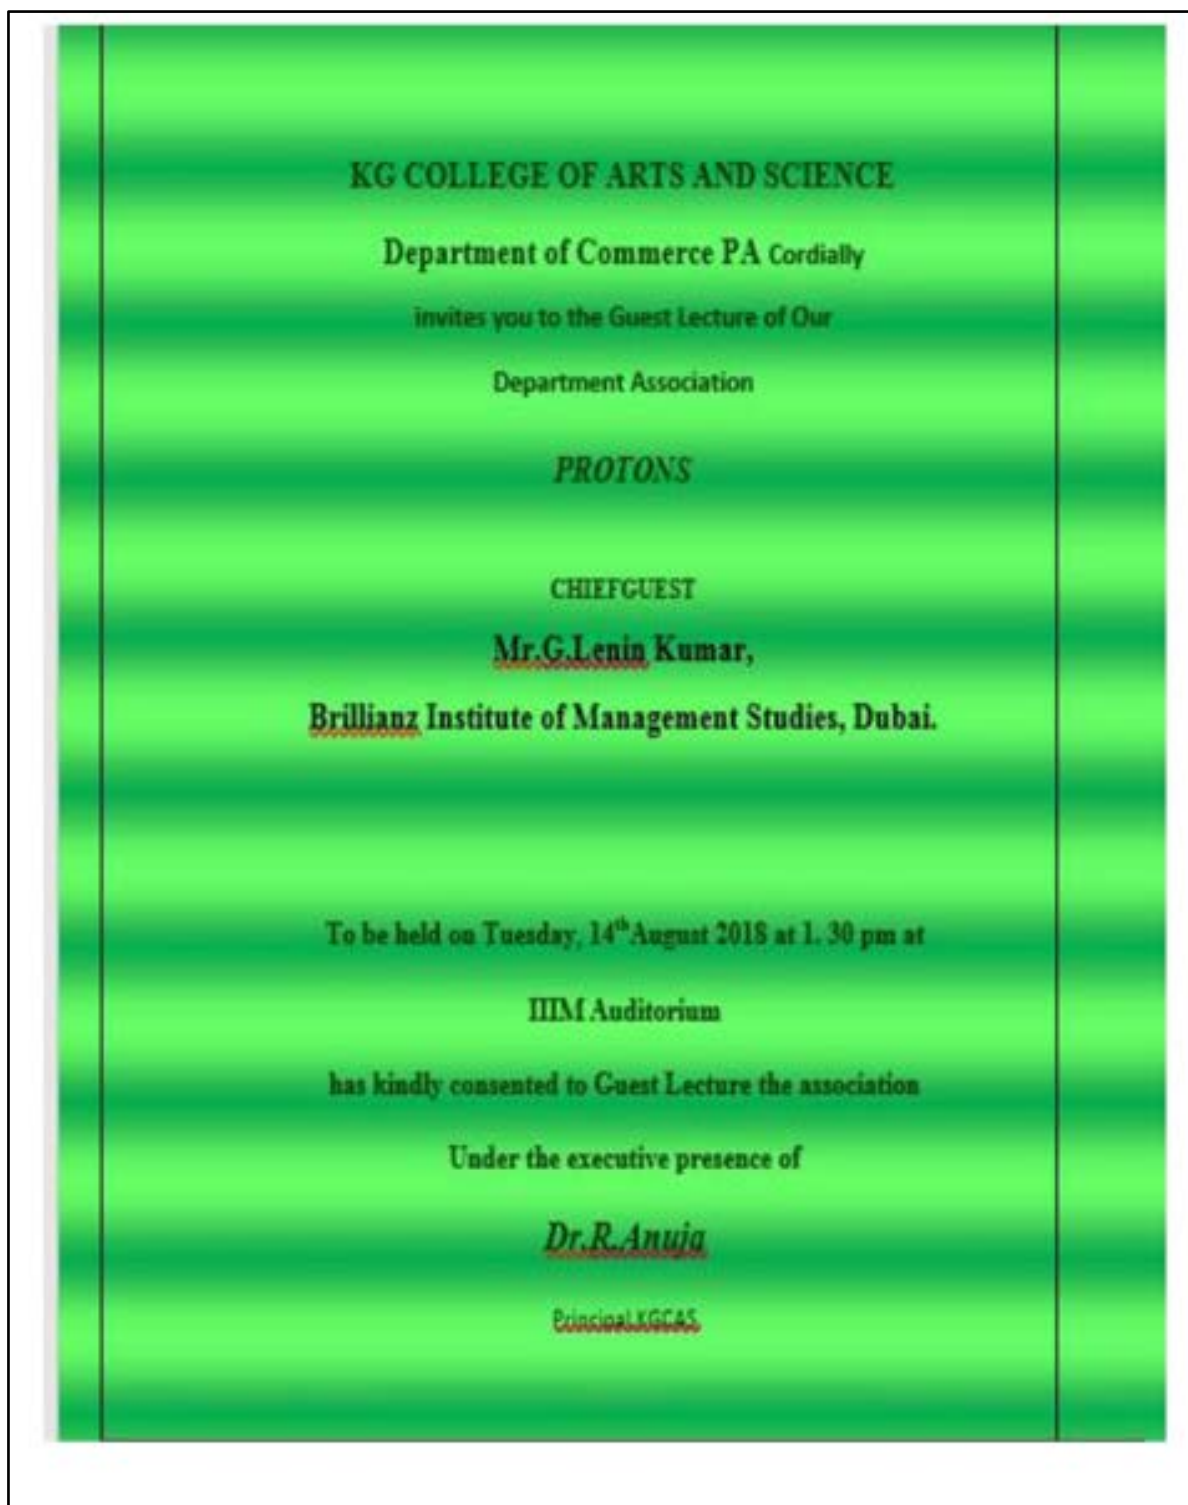 KG COLLEGE OF ARTS AND SCIENCE
Department of Commerce PA Cordially
invites you to the Guest Lecture of Our
Department Association
PROTONS
CHIEFGUEST
Mr.G.Lenin Kumar,
Brillianz Institute of Management Studies, Dubai.
To be held on Tuesday, 14th August 2018 at 1. 30 pm at
IIIM Auditorium
has kindly consented to Guest Lecture the association
Under the executive presence of
Dr.R.Anuja
Principal,KGCAS